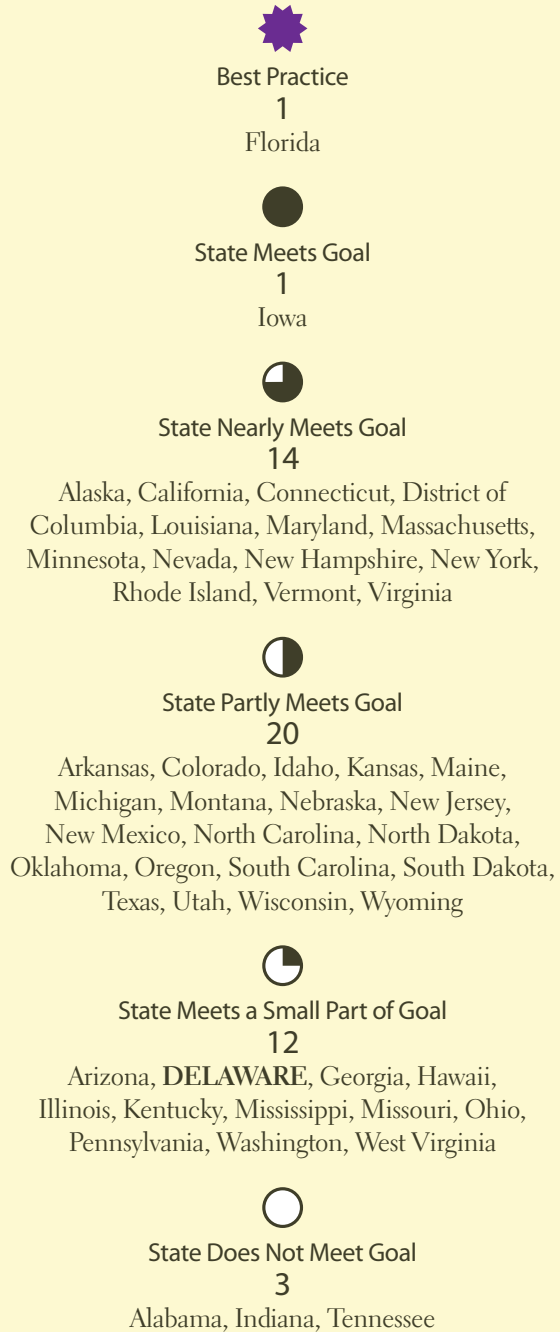 Best Practice
1
Florida
State Meets Goal
1
Iowa
State Nearly Meets Goal
14
Alaska, California, Connecticut, District of
Columbia, Louisiana, Maryland, Massachusetts,
Minnesota, Nevada, New Hampshire, New York,
Rhode Island, Vermont, Virginia
State Partly Meets Goal
20
Arkansas, Colorado, Idaho, Kansas, Maine,
Michigan, Montana, Nebraska, New Jersey,
New Mexico, North Carolina, North Dakota,
Oklahoma, Oregon, South Carolina, South Dakota,
Texas, Utah, Wisconsin, Wyoming
State Meets a Small Part of Goal
12
Arizona, DELAWARE, Georgia, Hawaii,
Illinois, Kentucky, Mississippi, Missouri, Ohio,
Pennsylvania, Washington, West Virginia
State Does Not Meet Goal
3
Alabama, Indiana, Tennessee